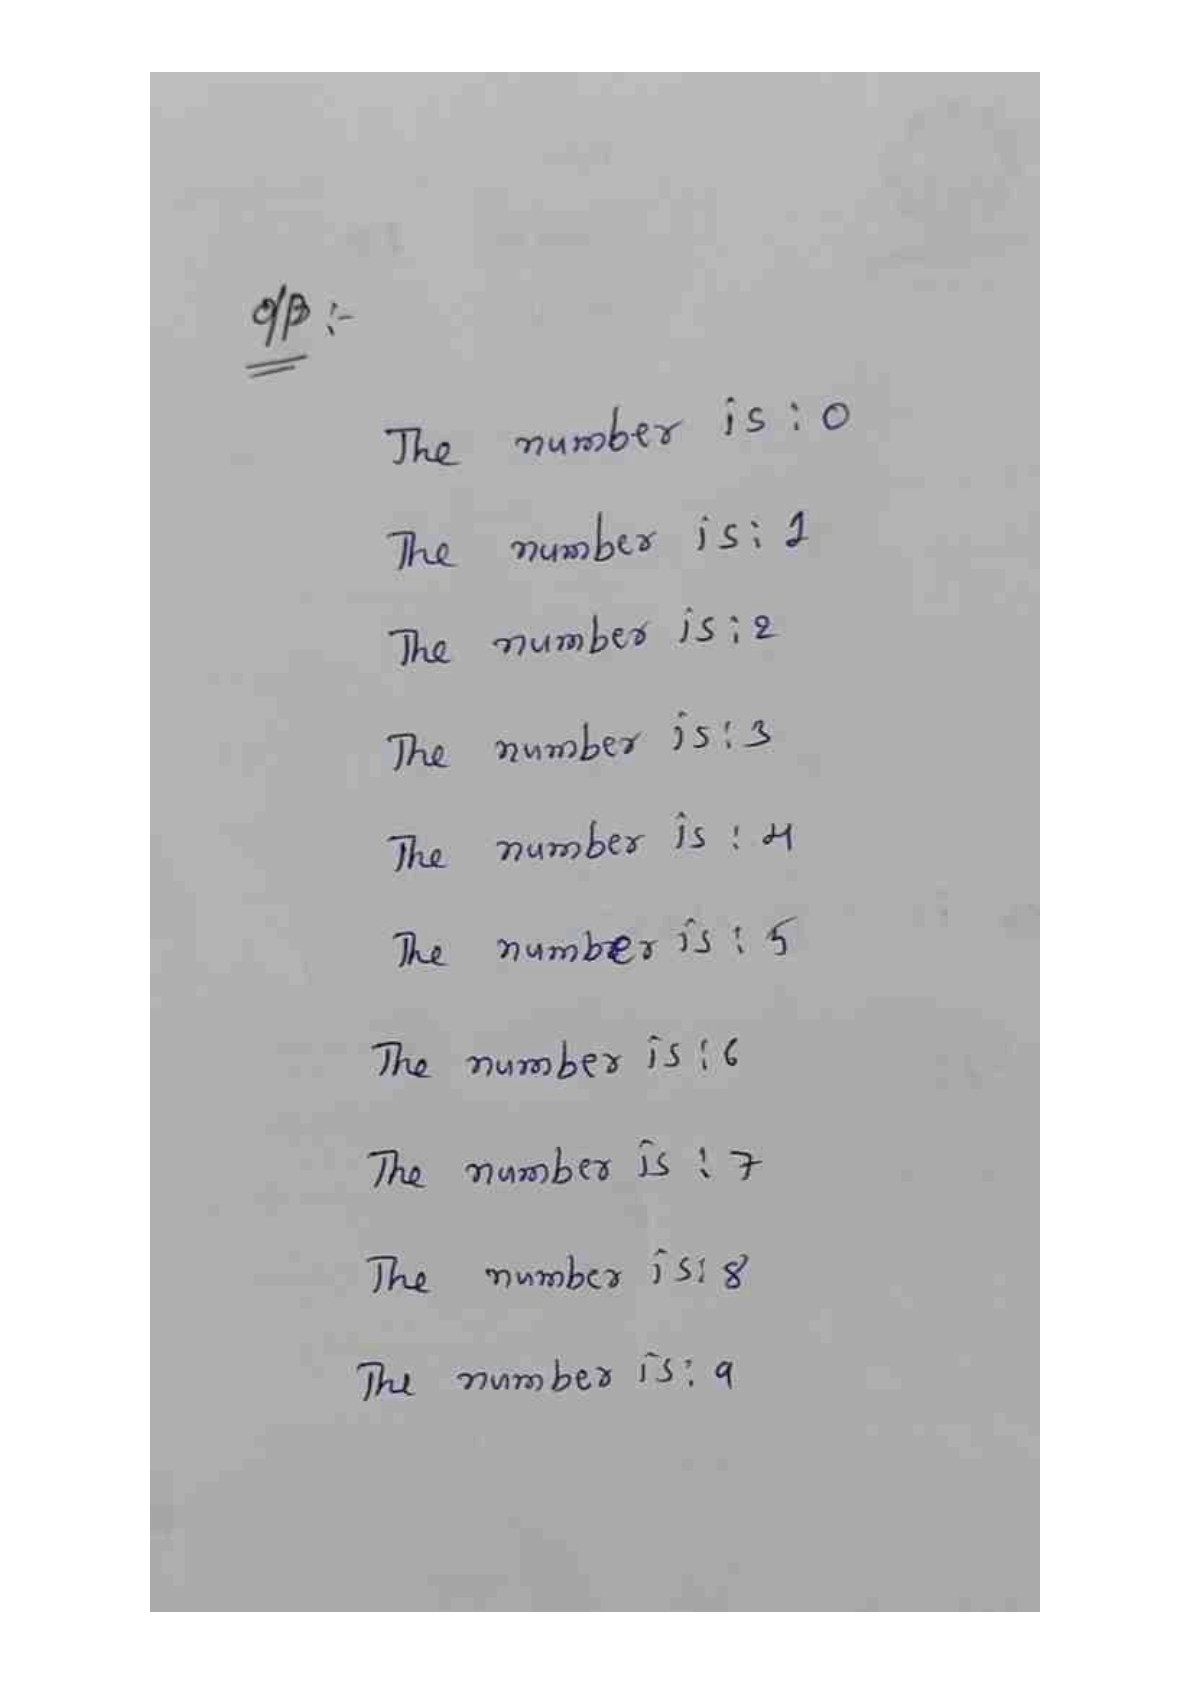 O/P :-
The number is : 0
The number is : 1
The number is : 2
The number is : 3
The number is : 4
The number is : 5
The number is : 6
The number is : 7
The number is : 8
The number is : 9